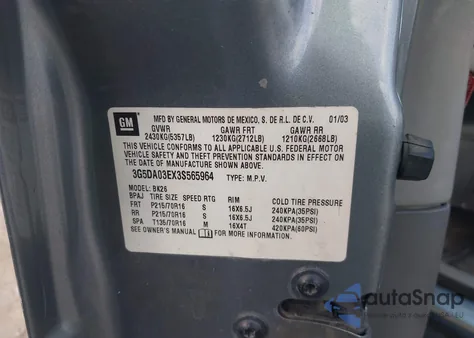 GM
MFD BY GENERAL MOTORS DE MEXICO, S. DE R.L. DE C.V. 01/03
GVWR GAWR FRT GAWR RR
2430KG(5357LB) 1230KG(2712LB) 1210KG(2668LB)
THIS VEHICLE CONFORMS TO ALL APPLICABLE U.S. FEDERAL MOTOR
VEHICLE SAFETY AND THEFT PREVENTION STANDARDS IN EFFECT ON
THE DATE OF MANUFACTURE SHOWN ABOVE.
3G5DA03EX3S565964 TYPE: M.P.V.
MODEL: BK26
BPAJ TIRE SIZE SPEED RTG RIM COLD TIRE PRESSURE
FRT P215/70R16 S 16X6.5J 240KPA(35PSI)
RR P215/70R16 S 16X6.5J 240KPA(35PSI)
SPA T135/70R16 M 16X4T 420KPA(60PSI)
SEE OWNER'S MANUAL FOR MORE INFORMATION
autoSnap